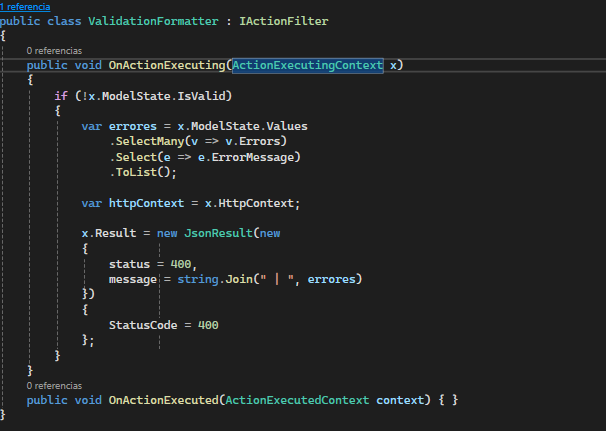 1 referencia
public class ValidationFormatter : IActionFilter
{
0 referencias
public void OnActionExecuting(ActionExecutingContext x)
{
if (!x.ModelState.IsValid)
{
var errores = x.ModelState.Values
.SelectMany(v => v.Errors)
.Select(e => e.ErrorMessage)
.ToList();
var httpContext = x.HttpContext;
x.Result = new JsonResult(new
{
status = 400,
message = string.Join(" | ", errores)
})
{
StatusCode = 400
};
}
}
0 referencias
public void OnActionExecuted(ActionExecutedContext context) { }
}